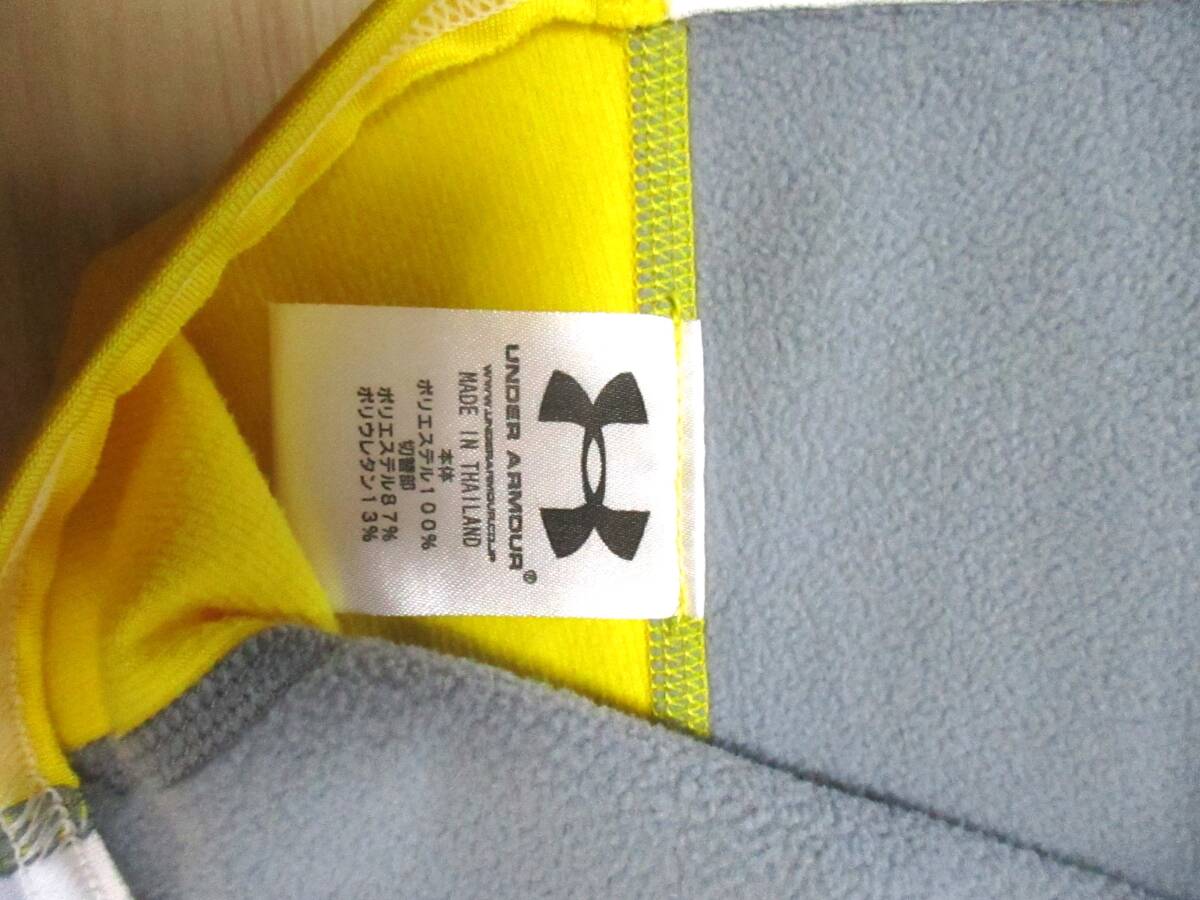 UNDER ARMOUR®
WWW.UNDERARMOUR.CO.JP
MADE IN THAILAND
本体
ポリエステル100%
切替部
ポリエステル87%
ポリウレタン13%